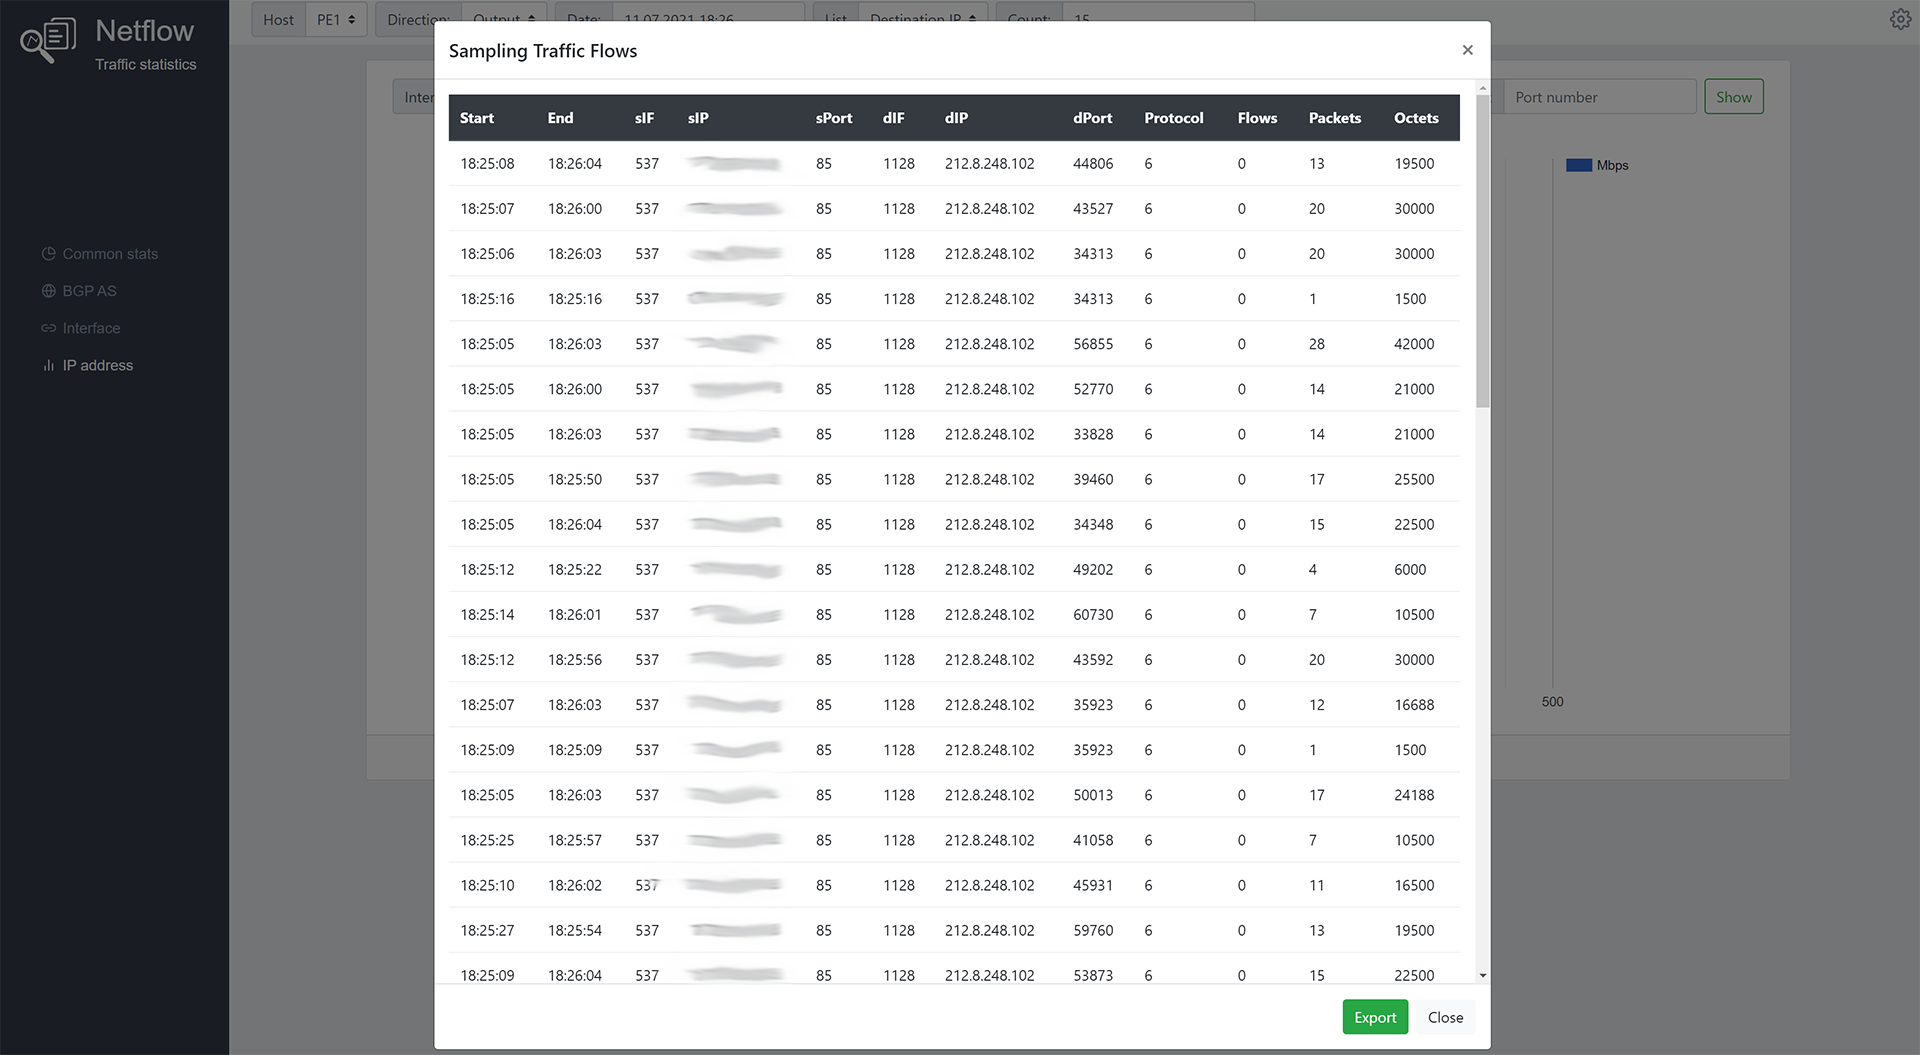 Netflow
Traffic statistics
Host PE1 Direction: Output Date: 11.07.2021 18:26 List Destination IP Count: 15
Sampling Traffic Flows ×
Inter
Port number Show
Start End sIF sIP sPort dIF dIP dPort Protocol Flows Packets Octets
18:25:08 18:26:04 537 85 1128 212.8.248.102 44806 6 0 13 19500
Mbps
18:25:07 18:26:00 537 85 1128 212.8.248.102 43527 6 0 20 30000
Common stats
18:25:06 18:26:03 537 85 1128 212.8.248.102 34313 6 0 20 30000
BGP AS
18:25:16 18:25:16 537 85 1128 212.8.248.102 34313 6 0 1 1500
Interface
18:25:05 18:26:03 537 85 1128 212.8.248.102 56855 6 0 28 42000
IP address
18:25:05 18:26:00 537 85 1128 212.8.248.102 52770 6 0 14 21000
18:25:05 18:26:03 537 85 1128 212.8.248.102 33828 6 0 14 21000
18:25:05 18:25:50 537 85 1128 212.8.248.102 39460 6 0 17 25500
18:25:05 18:26:04 537 85 1128 212.8.248.102 34348 6 0 15 22500
18:25:12 18:25:22 537 85 1128 212.8.248.102 49202 6 0 4 6000
18:25:14 18:26:01 537 85 1128 212.8.248.102 60730 6 0 7 10500
18:25:12 18:25:56 537 85 1128 212.8.248.102 43592 6 0 20 30000
18:25:07 18:26:03 537 85 1128 212.8.248.102 35923 6 0 12 16688
500
18:25:09 18:25:09 537 85 1128 212.8.248.102 35923 6 0 1 1500
18:25:05 18:26:03 537 85 1128 212.8.248.102 50013 6 0 17 24188
18:25:25 18:25:57 537 85 1128 212.8.248.102 41058 6 0 7 10500
18:25:10 18:26:02 537 85 1128 212.8.248.102 45931 6 0 11 16500
18:25:27 18:25:54 537 85 1128 212.8.248.102 59760 6 0 13 19500
18:25:09 18:26:04 537 85 1128 212.8.248.102 53873 6 0 15 22500
Export Close